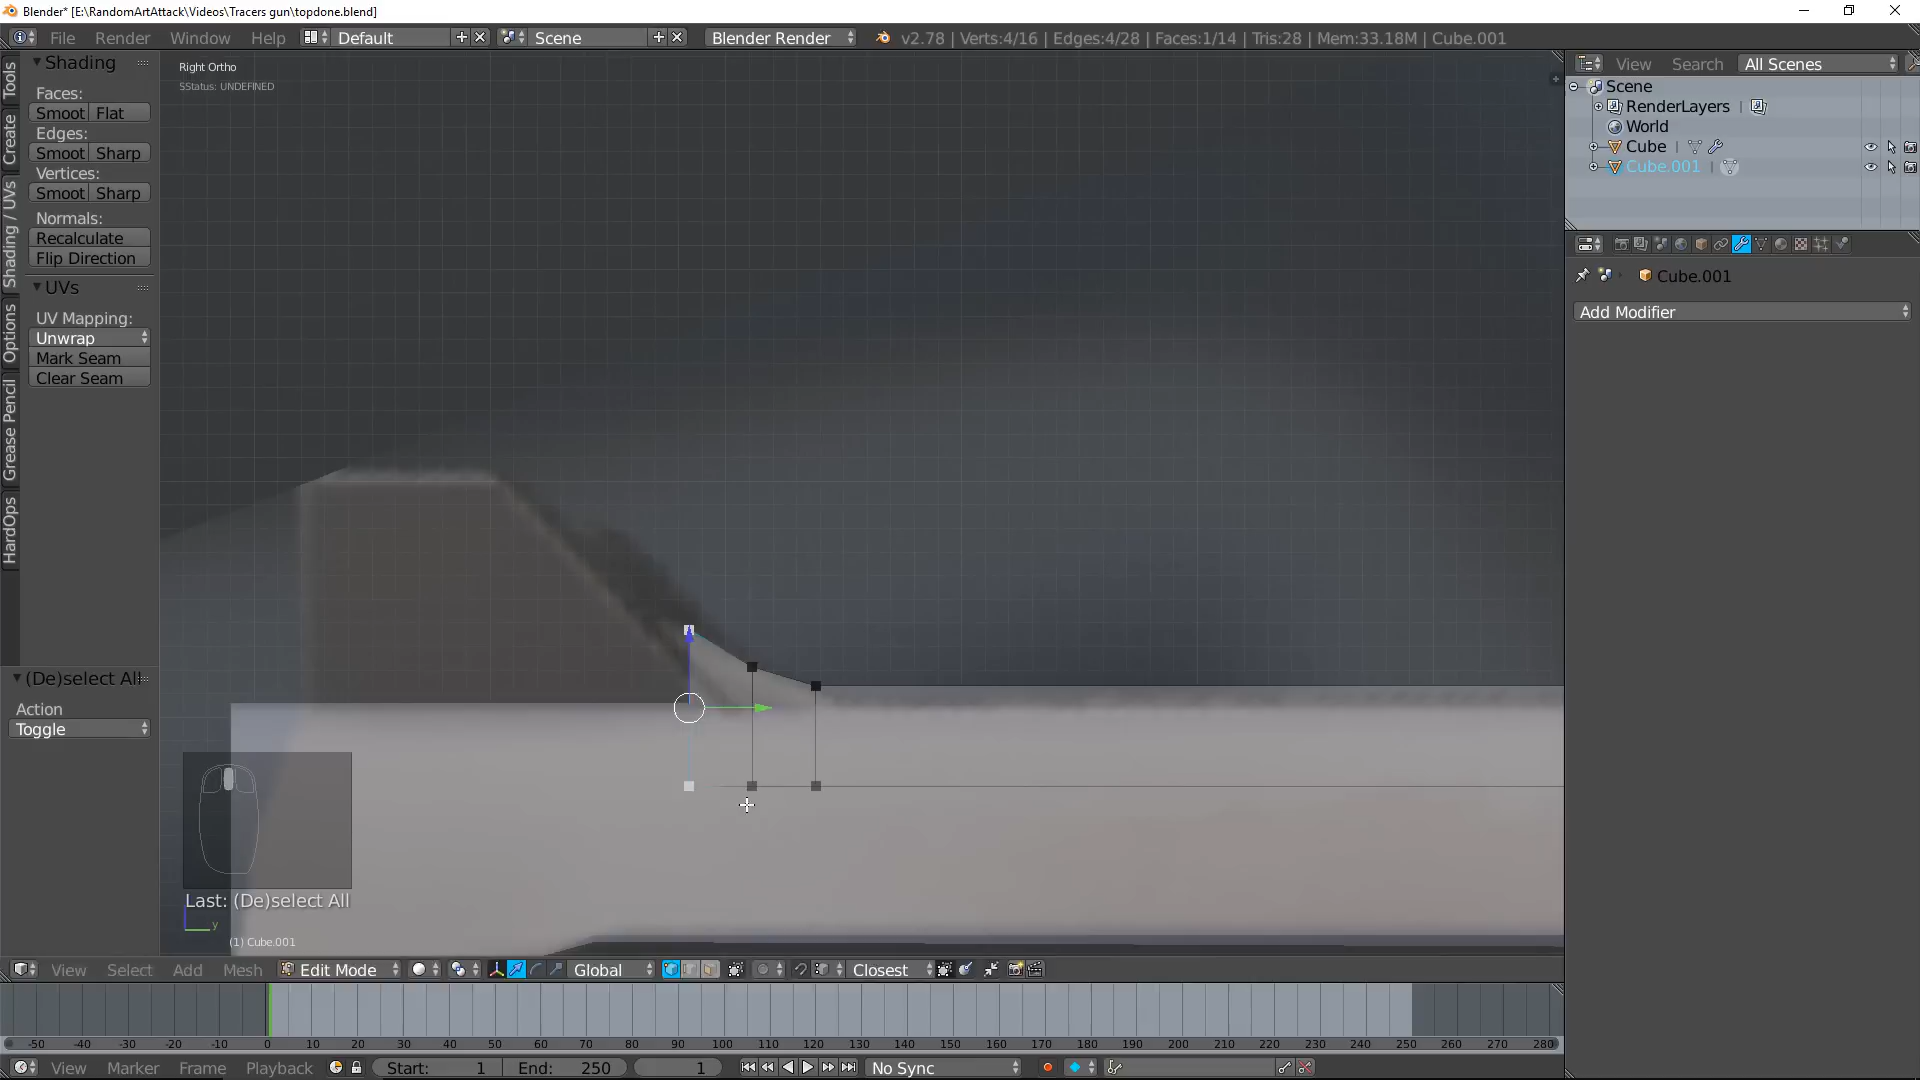 Blender* [E:\RandomArtAttack\Videos\Tracers gun\topdone.blend]
File Render Window Help Default Scene Blender Render v2.78 | Verts:4/16 | Edges:4/28 | Faces:1/14 | Tris:28 | Mem:33.18M | Cube.001
Tools
Create
Shading / UVs
Options
Grease Pencil
HardOps
Shading
Faces:
Smoot Flat
Edges:
Smoot Sharp
Vertices:
Smoot Sharp
Normals:
Recalculate
Flip Direction
UVs
UV Mapping:
Unwrap
Mark Seam
Clear Seam
(De)select All
Action
Toggle
Right Ortho
$Status: UNDEFINED
Last: (De)select All
y
(1) Cube.001
View Search All Scenes
Scene
RenderLayers
World
Cube
Cube.001
Cube.001
Add Modifier
View Select Add Mesh Edit Mode Global Closest
-50 -40 -30 -20 -10 0 10 20 30 40 50 60 70 80 90 100 110 120 130 140 150 160 170 180 190 200 210 220 230 240 250 260 270 280
View Marker Frame Playback Start: 1 End: 250 1 No Sync